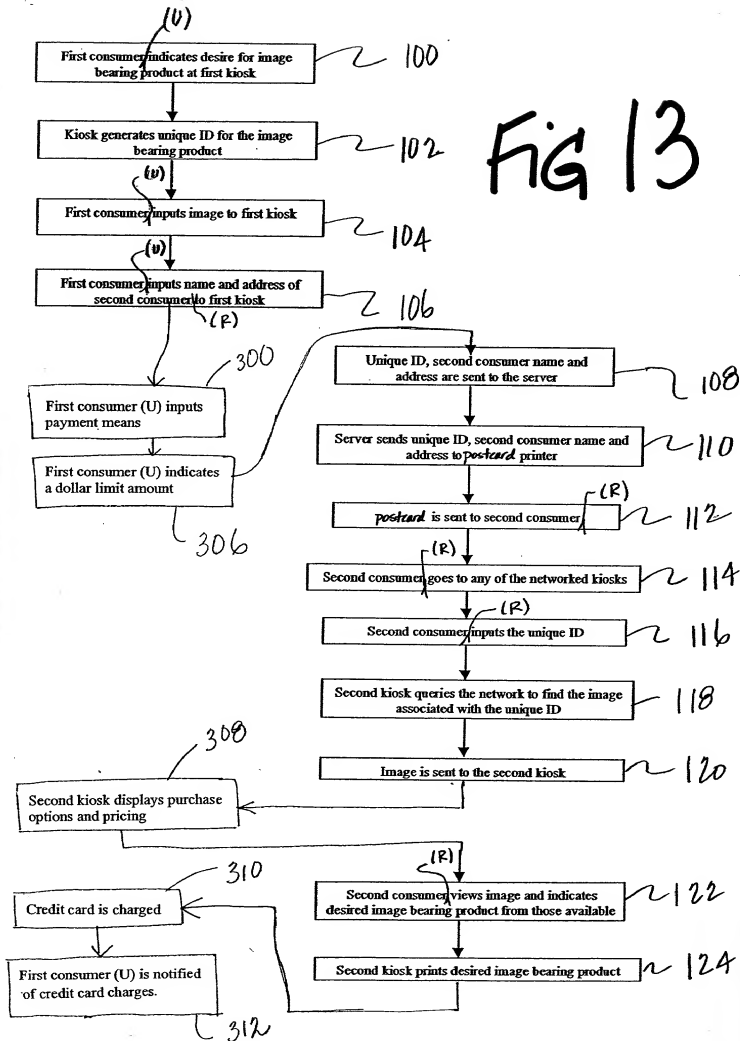 (U)
First consumer indicates desire for image
bearing product at first kiosk
100
Fig 13
Kiosk generates unique ID for the image
bearing product
102
(U)
First consumer inputs image to first kiosk
104
(U)
First consumer inputs name and address of
second consumer to first kiosk
106
(R)
300
First consumer (U) inputs
payment means
First consumer (U) indicates
a dollar limit amount
306
Unique ID, second consumer name and
address are sent to the server
108
Server sends unique ID, second consumer name and
address to postcard printer
110
(R)
postcard is sent to second consumer
112
(R)
Second consumer goes to any of the networked kiosks
114
(R)
Second consumer inputs the unique ID
116
Second kiosk queries the network to find the image
associated with the unique ID
118
Image is sent to the second kiosk
120
308
Second kiosk displays purchase
options and pricing
(R)
Second consumer views image and indicates
desired image bearing product from those available
122
Second kiosk prints desired image bearing product
124
310
Credit card is charged
First consumer (U) is notified
of credit card charges.
312